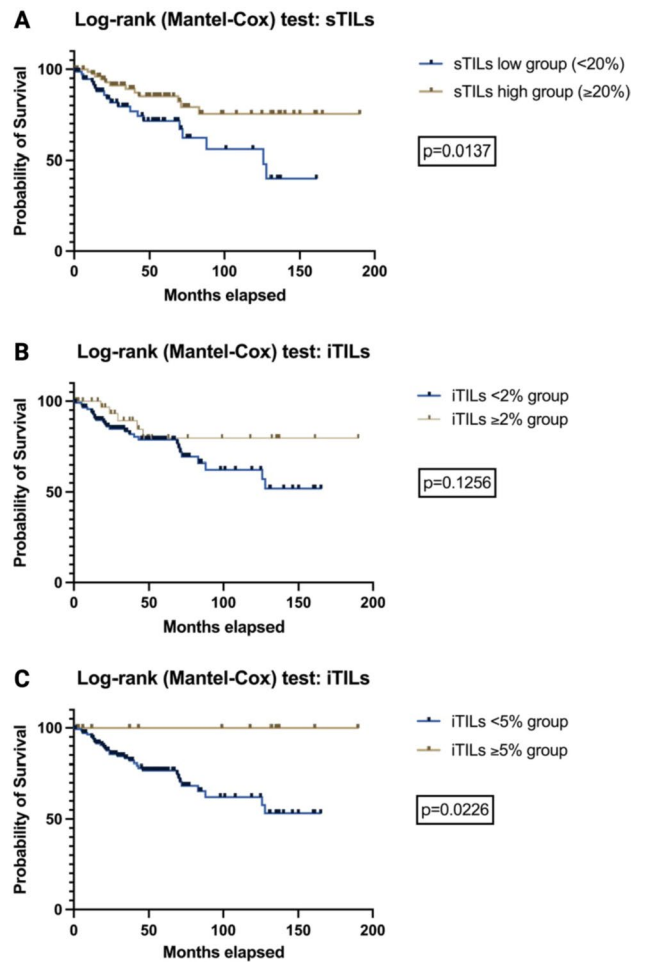 A
Log-rank (Mantel-Cox) test: sTILs
Probability of Survival
100
50
0
0 50 100 150 200
Months elapsed
sTILs low group (<20%)
sTILs high group (≥20%)
p=0.0137
B
Log-rank (Mantel-Cox) test: iTILs
Probability of Survival
100
50
0
0 50 100 150 200
Months elapsed
iTILs <2% group
iTILs ≥2% group
p=0.1256
C
Log-rank (Mantel-Cox) test: iTILs
Probability of Survival
100
50
0
0 50 100 150 200
Months elapsed
iTILs <5% group
iTILs ≥5% group
p=0.0226